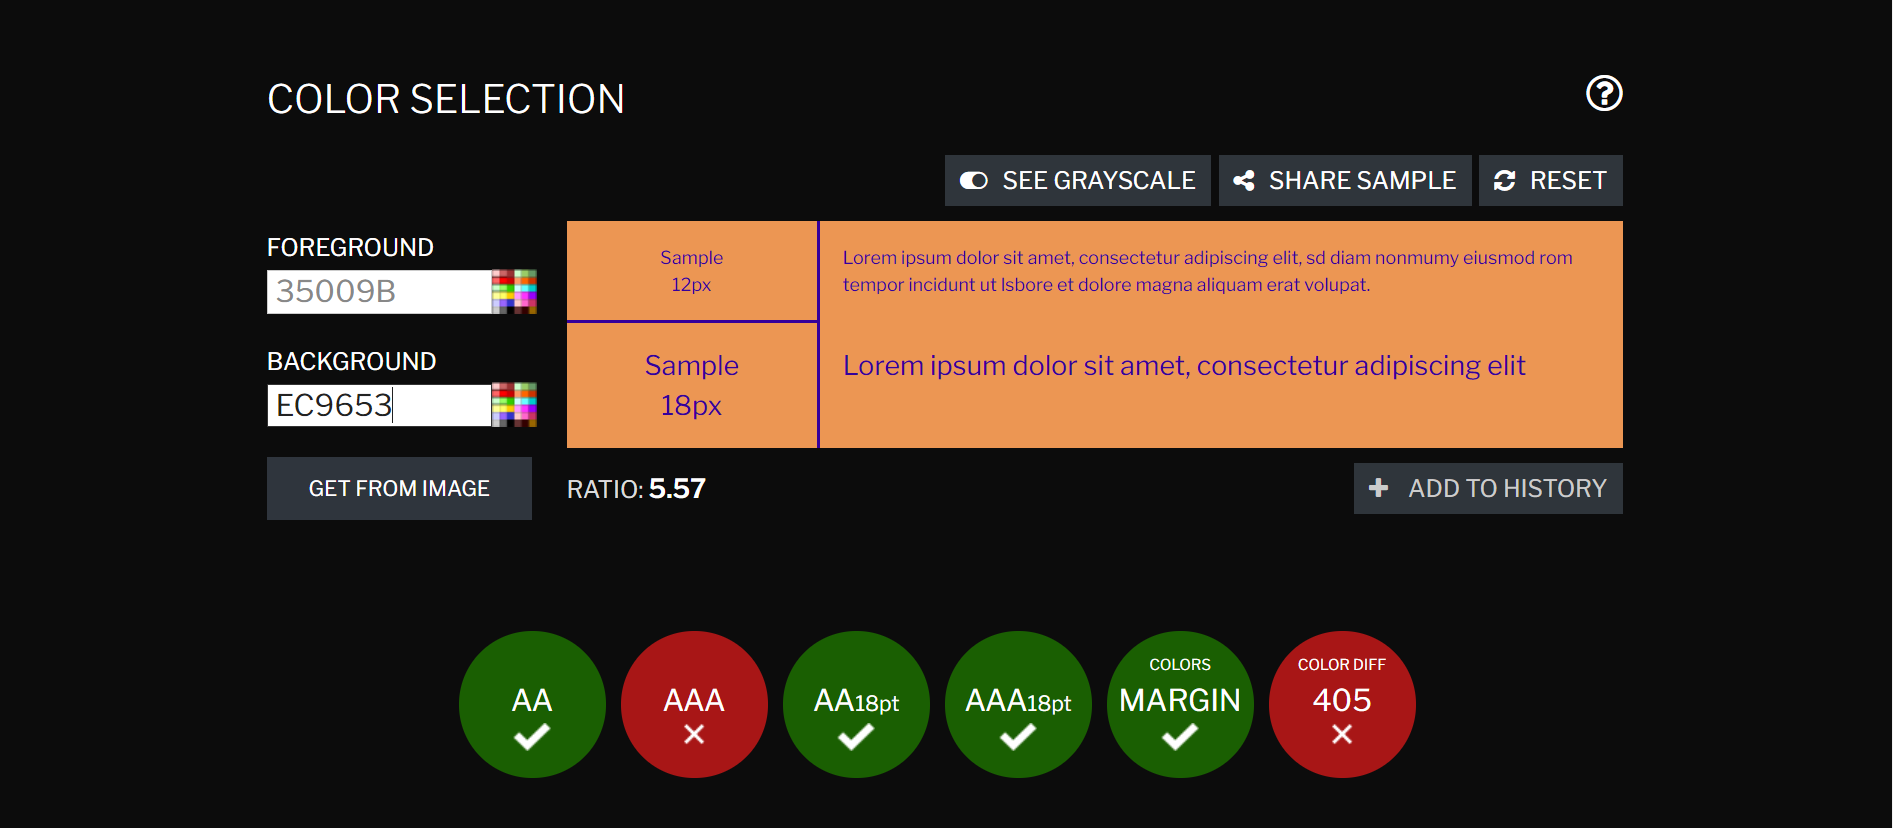 COLOR SELECTION
SEE GRAYSCALE
SHARE SAMPLE
RESET
FOREGROUND
35009B
BACKGROUND
EC9653
GET FROM IMAGE
Sample
12px
Lorem ipsum dolor sit amet, consectetur adipiscing elit, sd diam nonmumy eiusmod rom
tempor incidunt ut lsbore et dolore magna aliquam erat volupat.
Sample
18px
Lorem ipsum dolor sit amet, consectetur adipiscing elit
RATIO: 5.57
ADD TO HISTORY
AA
AAA
AA18pt
AAA18pt
COLORS
MARGIN
COLOR DIFF
405